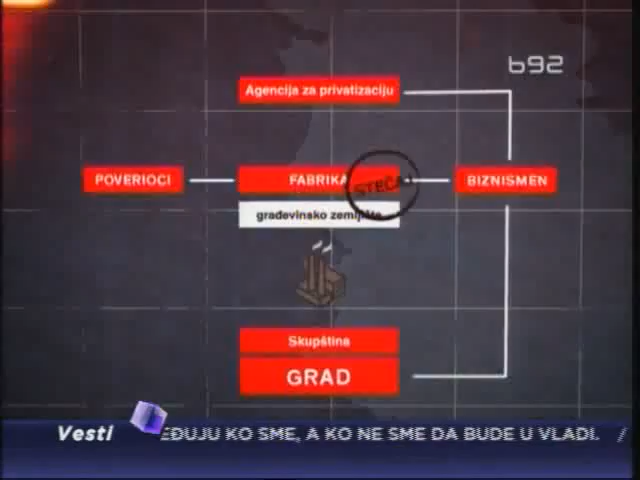 b92
Agencija za privatizaciju
POVERIOCI
FABRIKA
STEČAJ
BIZNISMEN
građevinsko zemljište
Skupština
GRAD
Vesti
EĐUJU KO SME, A KO NE SME DA BUDE U VLADI. /